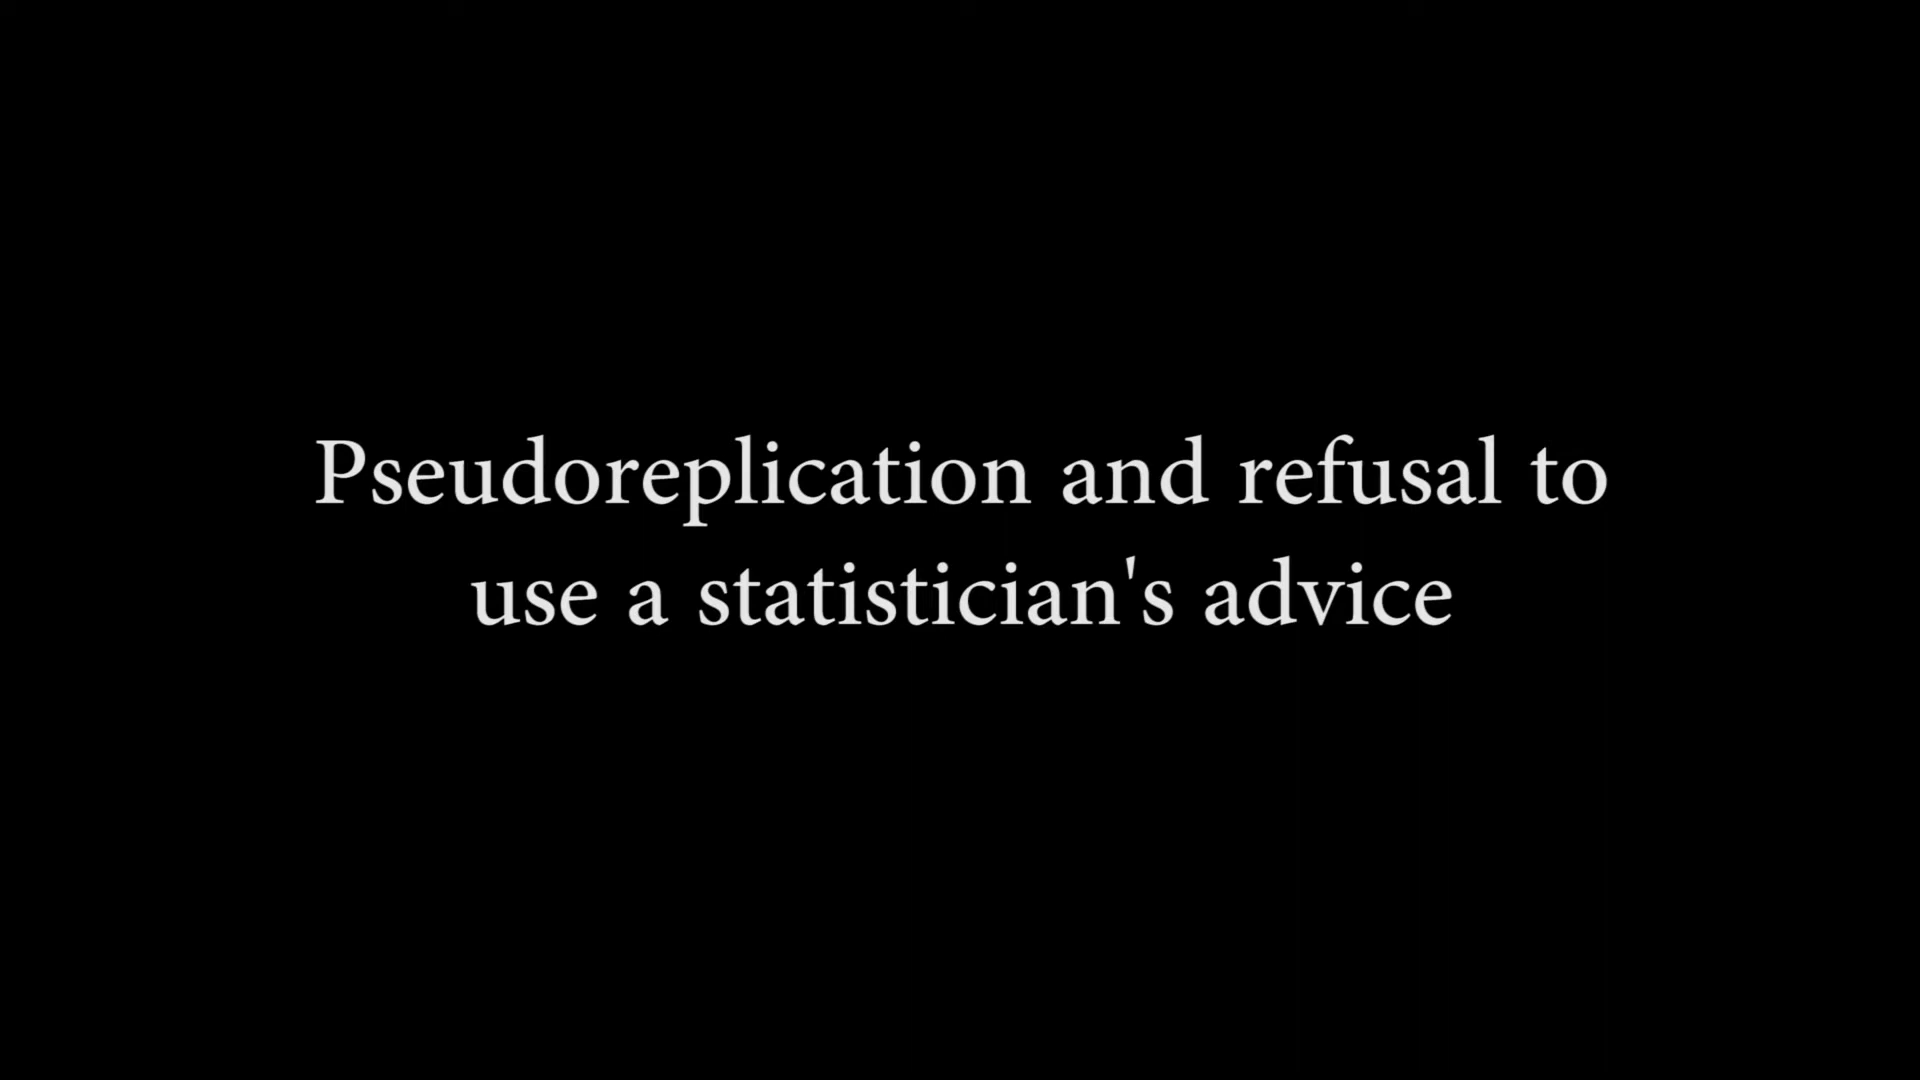 Pseudoreplication and refusal to
use a statistician's advice